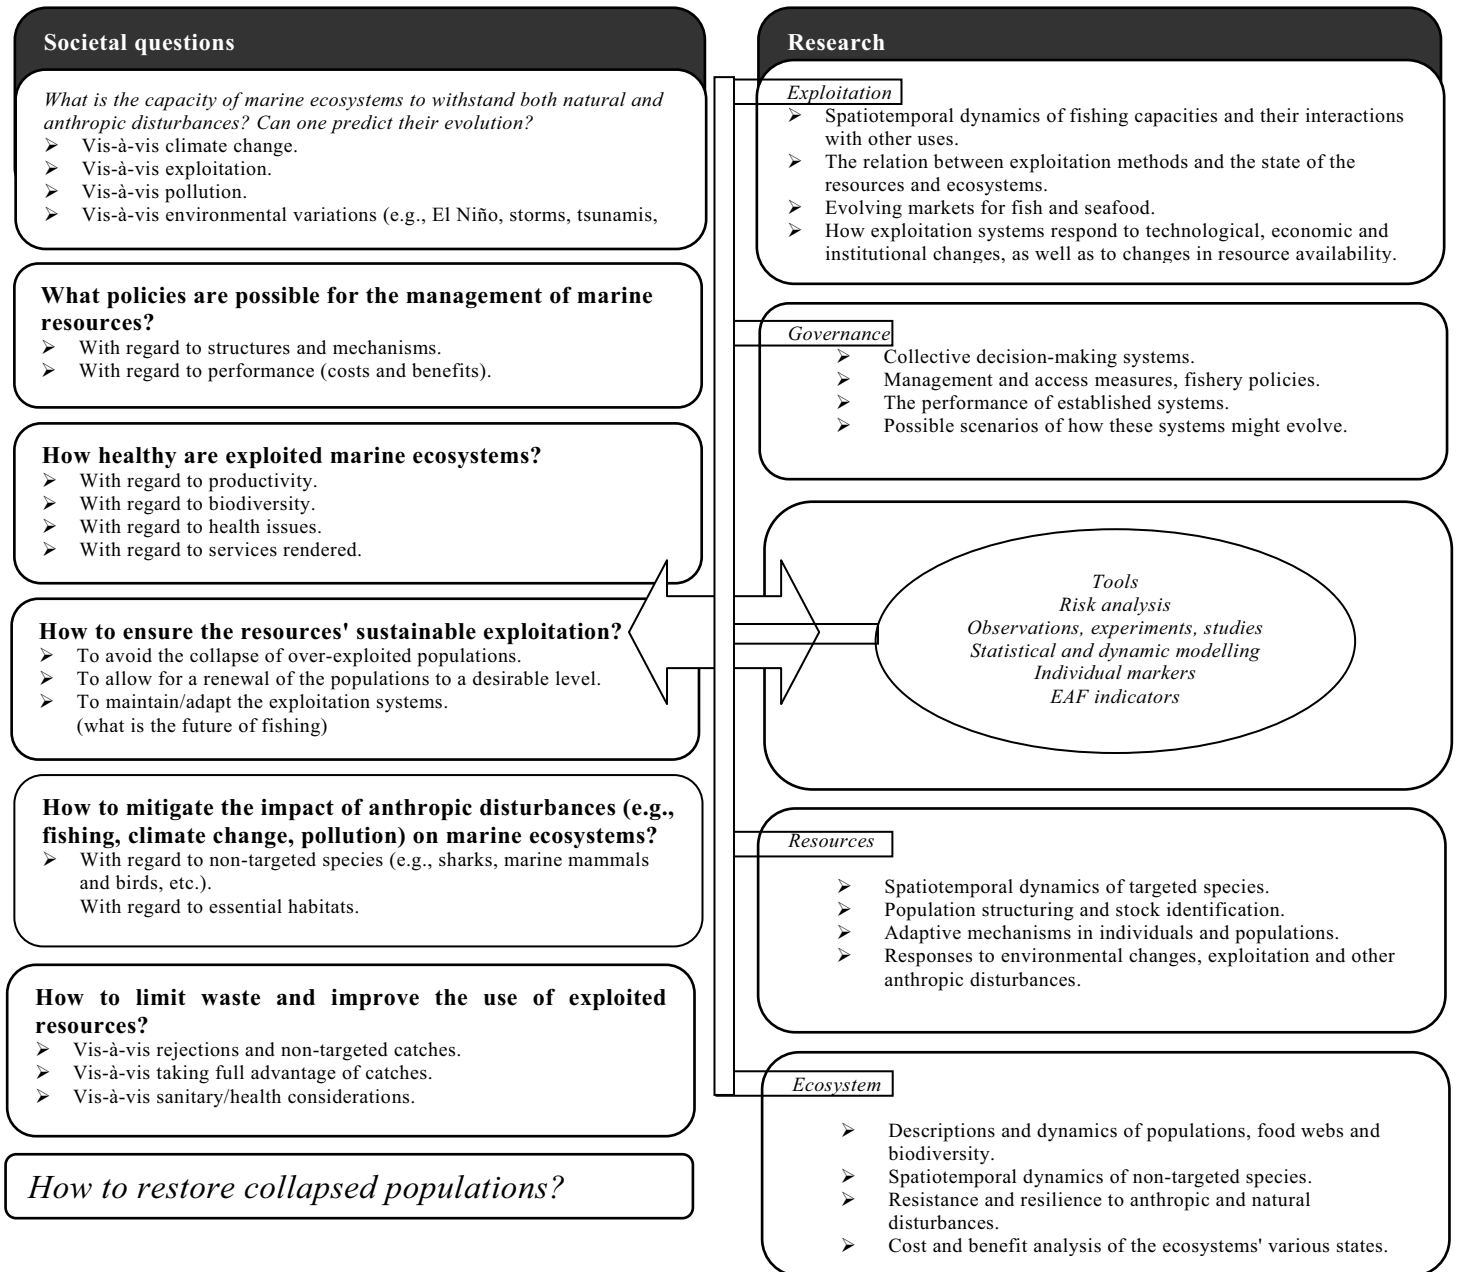 Societal questions
What is the capacity of marine ecosystems to withstand both natural and
anthropic disturbances? Can one predict their evolution?
➢ Vis-à-vis climate change.
➢ Vis-à-vis exploitation.
➢ Vis-à-vis pollution.
➢ Vis-à-vis environmental variations (e.g., El Niño, storms, tsunamis,
What policies are possible for the management of marine
resources?
➢ With regard to structures and mechanisms.
➢ With regard to performance (costs and benefits).
How healthy are exploited marine ecosystems?
➢ With regard to productivity.
➢ With regard to biodiversity.
➢ With regard to health issues.
➢ With regard to services rendered.
How to ensure the resources' sustainable exploitation?
➢ To avoid the collapse of over-exploited populations.
➢ To allow for a renewal of the populations to a desirable level.
➢ To maintain/adapt the exploitation systems.
(what is the future of fishing)
How to mitigate the impact of anthropic disturbances (e.g.,
fishing, climate change, pollution) on marine ecosystems?
➢ With regard to non-targeted species (e.g., sharks, marine mammals
and birds, etc.).
With regard to essential habitats.
How to limit waste and improve the use of exploited
resources?
➢ Vis-à-vis rejections and non-targeted catches.
➢ Vis-à-vis taking full advantage of catches.
➢ Vis-à-vis sanitary/health considerations.
How to restore collapsed populations?
Research
Exploitation
➢ Spatiotemporal dynamics of fishing capacities and their interactions
with other uses.
➢ The relation between exploitation methods and the state of the
resources and ecosystems.
➢ Evolving markets for fish and seafood.
➢ How exploitation systems respond to technological, economic and
institutional changes, as well as to changes in resource availability.
Governance
➢ Collective decision-making systems.
➢ Management and access measures, fishery policies.
➢ The performance of established systems.
➢ Possible scenarios of how these systems might evolve.
Tools
Risk analysis
Observations, experiments, studies
Statistical and dynamic modelling
Individual markers
EAF indicators
Resources
➢ Spatiotemporal dynamics of targeted species.
➢ Population structuring and stock identification.
➢ Adaptive mechanisms in individuals and populations.
➢ Responses to environmental changes, exploitation and other
anthropic disturbances.
Ecosystem
➢ Descriptions and dynamics of populations, food webs and
biodiversity.
➢ Spatiotemporal dynamics of non-targeted species.
➢ Resistance and resilience to anthropic and natural
disturbances.
➢ Cost and benefit analysis of the ecosystems' various states.